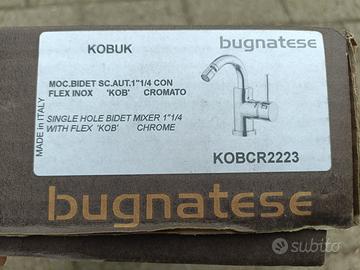 KOBUK
bugnatese
MOC.BIDET SC.AUT.1"1/4 CON
FLEX INOX 'KOB' CROMATO
SINGLE HOLE BIDET MIXER 1"1/4
WITH FLEX 'KOB' CHROME
MADE in ITALY
KOBCR2223
bugnatese
subito